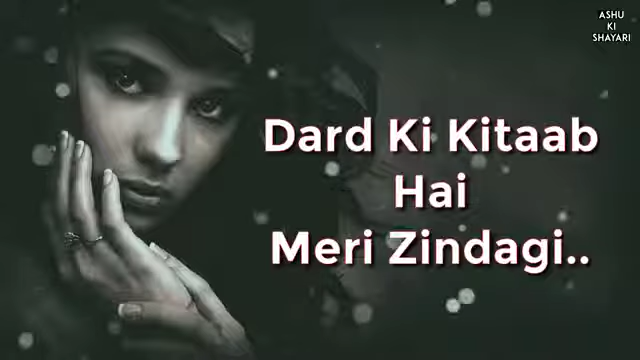 ASHU
KI
SHAYARI
Dard Ki Kitaab
Hai
Meri Zindagi..